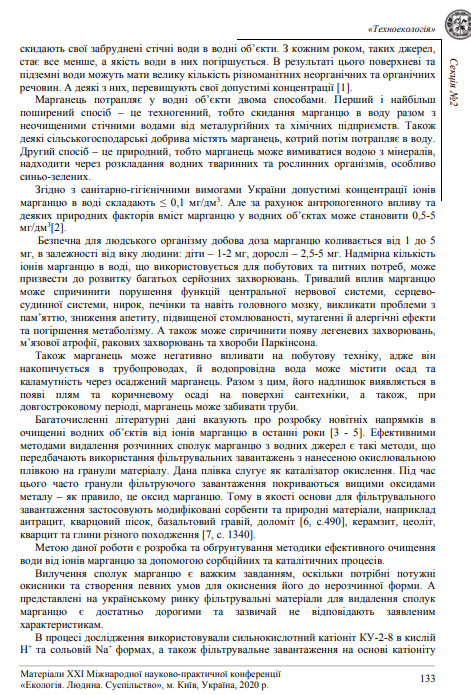 «Техноекологія»
Секція №2
скидають свої забруднені стічні води в водні об’єкти. З кожним роком, таких джерел,
стає все менше, а якість води в них погіршується. В результаті цього поверхневі та
підземні води можуть мати велику кількість різноманітних неорганічних та органічних
речовин. А деякі з них, перевищують свої допустимі концентрації [1].
Марганець потрапляє у водні об’єкти двома способами. Перший і найбільш
поширений спосіб – це техногенний, тобто скидання марганцю в воду разом з
неочищеними стічними водами від металургійних та хімічних підприємств. Також
деякі сільськогосподарські добрива містять марганець, котрий потім потрапляє в воду.
Другий спосіб – це природний, тобто марганець може вимиватися водою з мінералів,
надходити через розкладання водних тваринних та рослинних організмів, особливо
синьо-зелених.
Згідно з санітарно-гігієнічними вимогами України допустимі концентрації іонів
марганцю в воді складають ≤ 0,1 мг/дм³. Але за рахунок антропогенного впливу та
деяких природних факторів вміст марганцю у водних об’єктах може становити 0,5-5
мг/дм³[2].
Безпечна для людського організму добова доза марганцю коливається від 1 до 5
мг, в залежності від віку людини: діти – 1-2 мг, дорослі – 2,5-5 мг. Надмірна кількість
іонів марганцю в воді, що використовується для побутових та питних потреб, може
призвести до розвитку багатьох серйозних захворювань. Тривалий вплив марганцю
може спричинити порушення функцій центральної нервової системи, серцево-
судинної системи, нирок, печінки та навіть головного мозку, викликати проблеми з
пам’яттю, зниження апетиту, підвищеної стомлюваності, мутагенні й алергічні ефекти
та погіршення метаболізму. А також може спричинити появу легеневих захворювань,
м’язової атрофії, ракових захворювань та хвороби Паркінсона.
Також марганець може негативно впливати на побутову техніку, адже він
накопичується в трубопроводах, й водопровідна вода може містити осад та
каламутність через осаджений марганець. Разом з цим, його надлишок виявляється в
появі плям та коричневому осаді на поверхні сантехніки, а також, при
довгостроковому періоді, марганець може забивати труби.
Багаточисленні літературні дані вказують про розробку новітніх напрямків в
очищенні водних об’єктів від іонів марганцю в останні роки [3 - 5]. Ефективними
методами видалення розчинних сполук марганцю з водних джерел є такі методи, що
передбачають використання фільтрувальних завантажень з нанесеною окислювальною
плівкою на гранули матеріалу. Дана плівка слугує як каталізатор окислення. Під час
цього часто гранули фільтруючого завантаження покриваються вищими оксидами
металу – як правило, це оксид марганцю. Тому в якості основи для фільтрувального
завантаження застосовують модифіковані сорбенти та природні матеріали, наприклад
антрацит, кварцовий пісок, базальтовий гравій, доломіт [6, с.490], керамзит, цеоліт,
кварцит та глини різного походження [7, с. 1340].
Метою даної роботи є розробка та обґрунтування методики ефективного очищення
води від іонів марганцю за допомогою сорбційних та каталітичних процесів.
Вилучення сполук марганцю є важким завданням, оскільки потрібні потужні
окисники та створення певних умов для окиснення його до нерозчинної форми. А
представлені на українському ринку фільтрувальні матеріали для видалення сполук
марганцю є достатньо дорогими та зазвичай не відповідають заявленим
характеристикам.
В процесі дослідження використовували сильнокислотний катіоніт КУ-2-8 в кислій
H⁺ та сольовій Na⁺ формах, а також фільтрувальне завантаження на основі катіоніту
Матеріали XXI Міжнародної науково-практичної конференції
«Екологія. Людина. Суспільство», м. Київ, Україна, 2020 р.
133